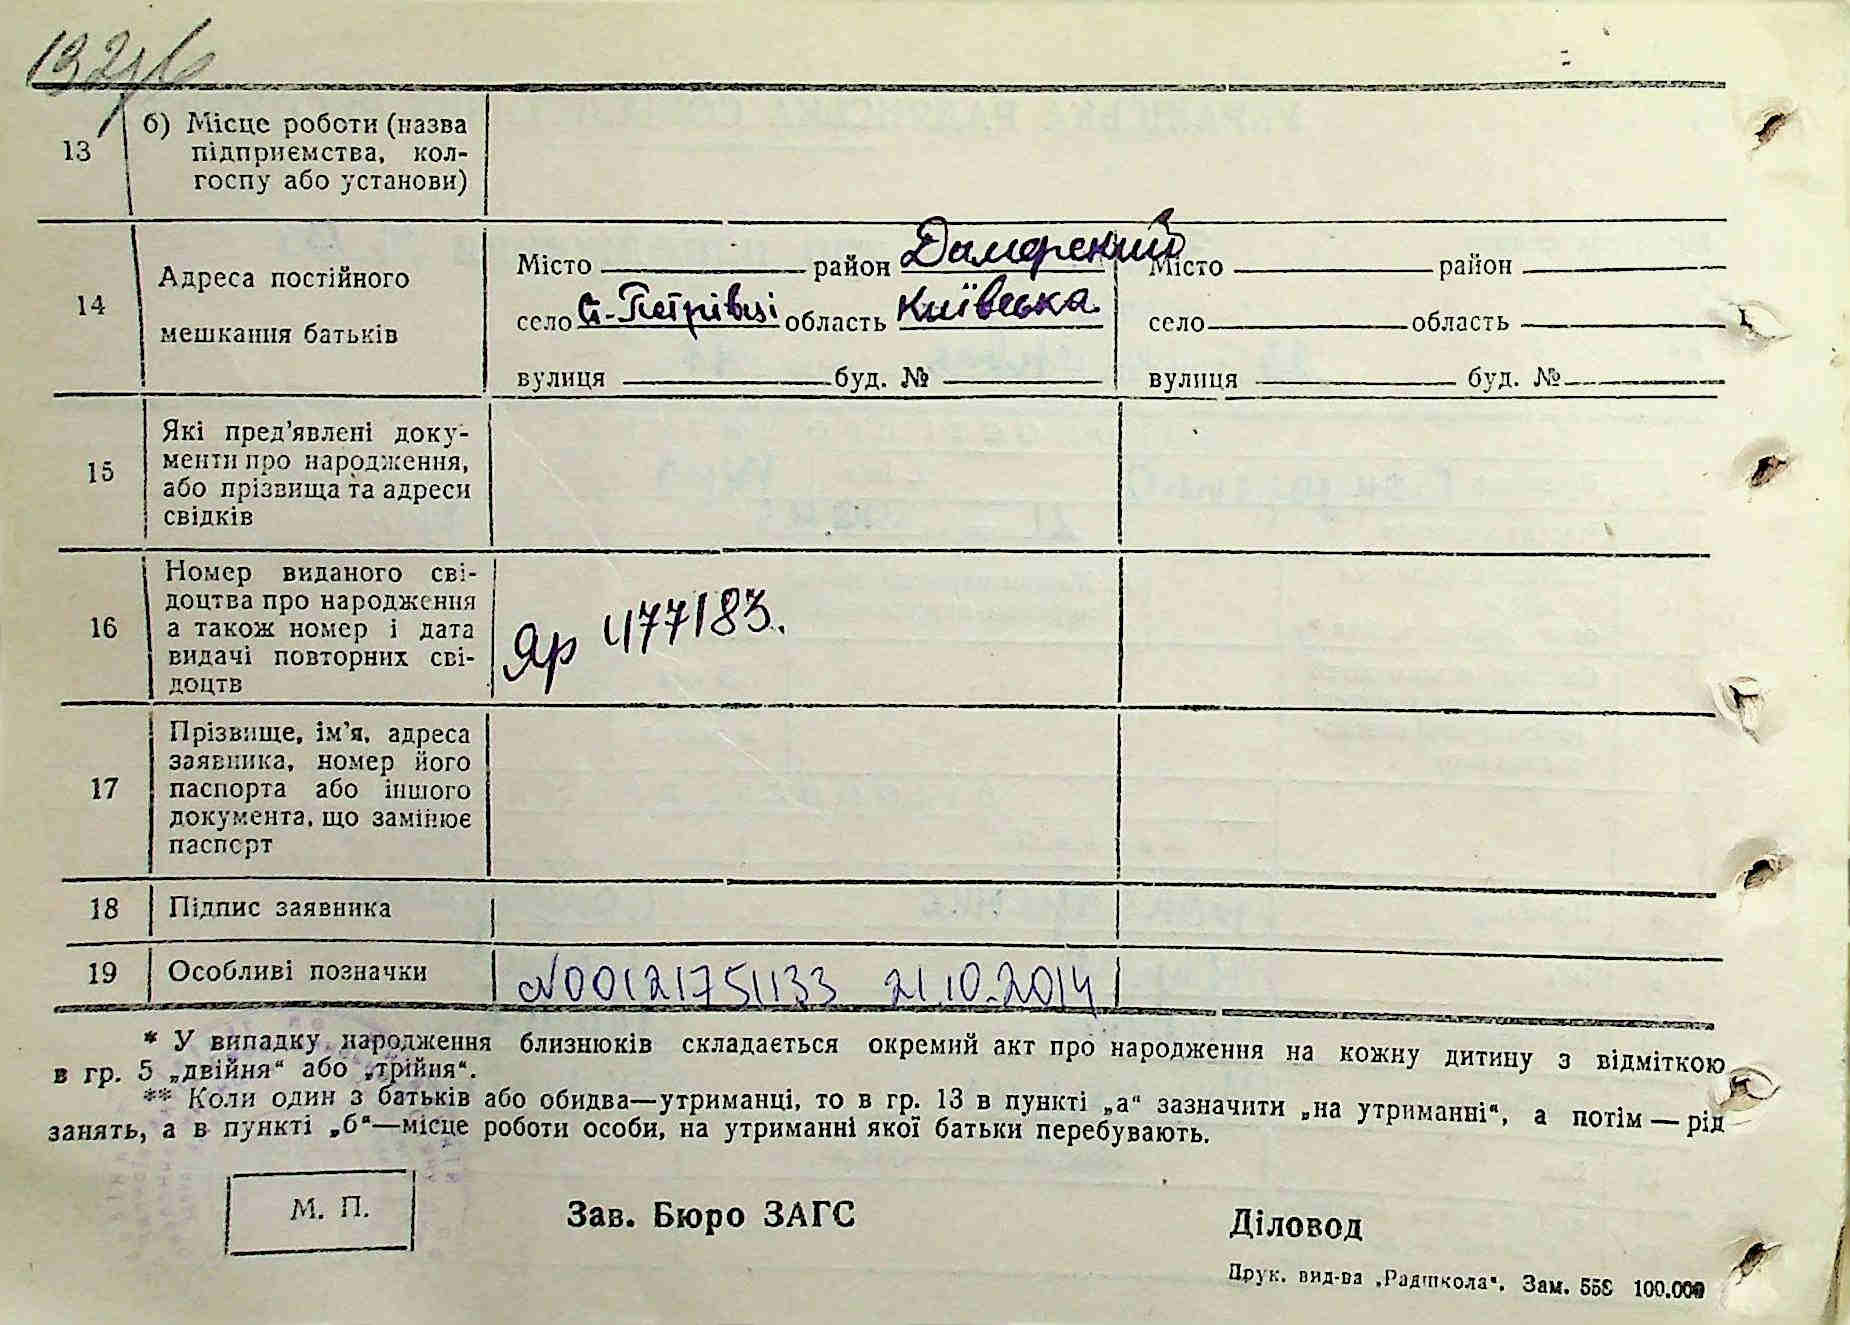 132/6
13 б) Місце роботи (назва
підприємства, кол-
госпу або установи)
14 Адреса постійного
мешкання батьків
Місто район Димерский
село Ст-Петрівці область Київська
вулиця буд. №
Місто район
село область
вулиця буд. №
15 Які пред'явлені доку-
менти про народження,
або прізвища та адреси
свідків
16 Номер виданого сві-
доцтва про народження
а також номер і дата
видачі повторних сві-
доцтв
Яр 477183.
17 Прізвище, ім'я, адреса
заявника, номер його
паспорта або іншого
документа, що замінює
паспорт
18 Підпис заявника
19 Особливі позначки №00121751133 21.10.2014
* У випадку народження близнюків складається окремий акт про народження на кожну дитину з відміткою
в гр. 5 „двійня“ або „трійня“.
** Коли один з батьків або обидва—утриманці, то в гр. 13 в пункті „а“ зазначити „на утриманні“, а потім — рід
занять, а в пункті „б“—місце роботи особи, на утриманні якої батьки перебувають.
М. П. Зав. Бюро ЗАГС Діловод
Друк. вид-ва „Радшкола“. Зам. 558 100.000